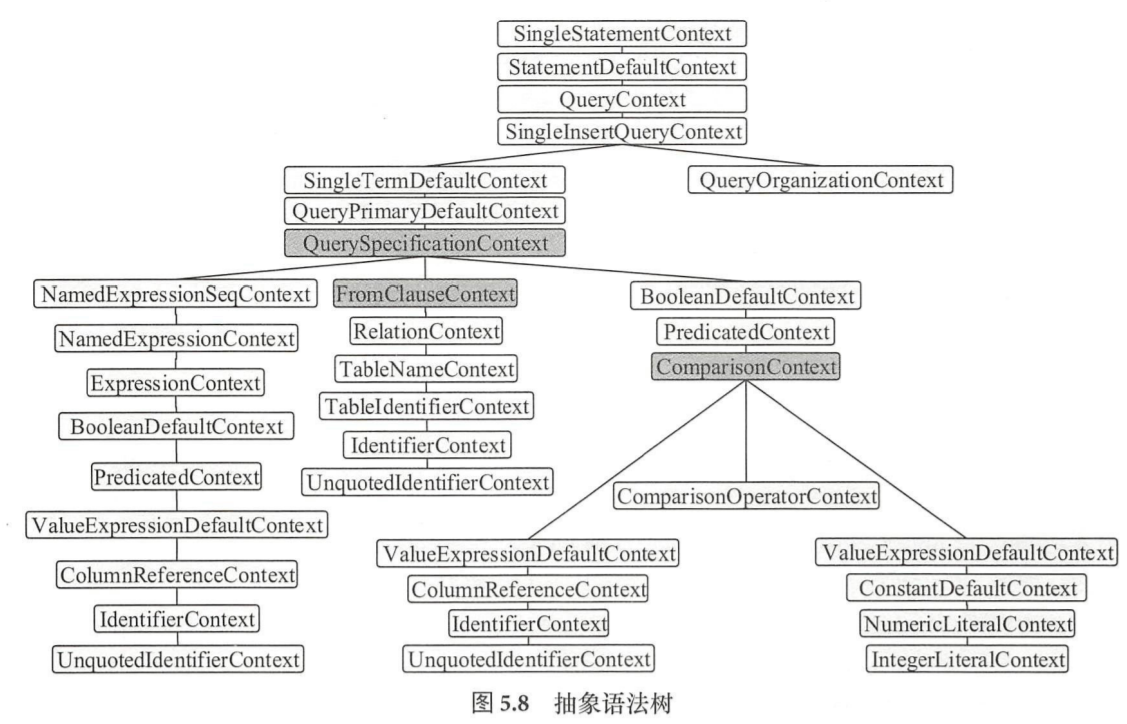 SingleStatementContext
StatementDefaultContext
QueryContext
SingleInsertQueryContext
SingleTermDefaultContext
QueryOrganizationContext
QueryPrimaryDefaultContext
QuerySpecificationContext
NamedExpressionSeqContext
FromClauseContext
BooleanDefaultContext
NamedExpressionContext
RelationContext
PredicatedContext
ExpressionContext
TableNameContext
ComparisonContext
BooleanDefaultContext
TableIdentifierContext
IdentifierContext
PredicatedContext
UnquotedIdentifierContext
ComparisonOperatorContext
ValueExpressionDefaultContext
ValueExpressionDefaultContext
ValueExpressionDefaultContext
ColumnReferenceContext
ColumnReferenceContext
ConstantDefaultContext
IdentifierContext
IdentifierContext
NumericLiteralContext
UnquotedIdentifierContext
UnquotedIdentifierContext
IntegerLiteralContext
图 5.8 抽象语法树